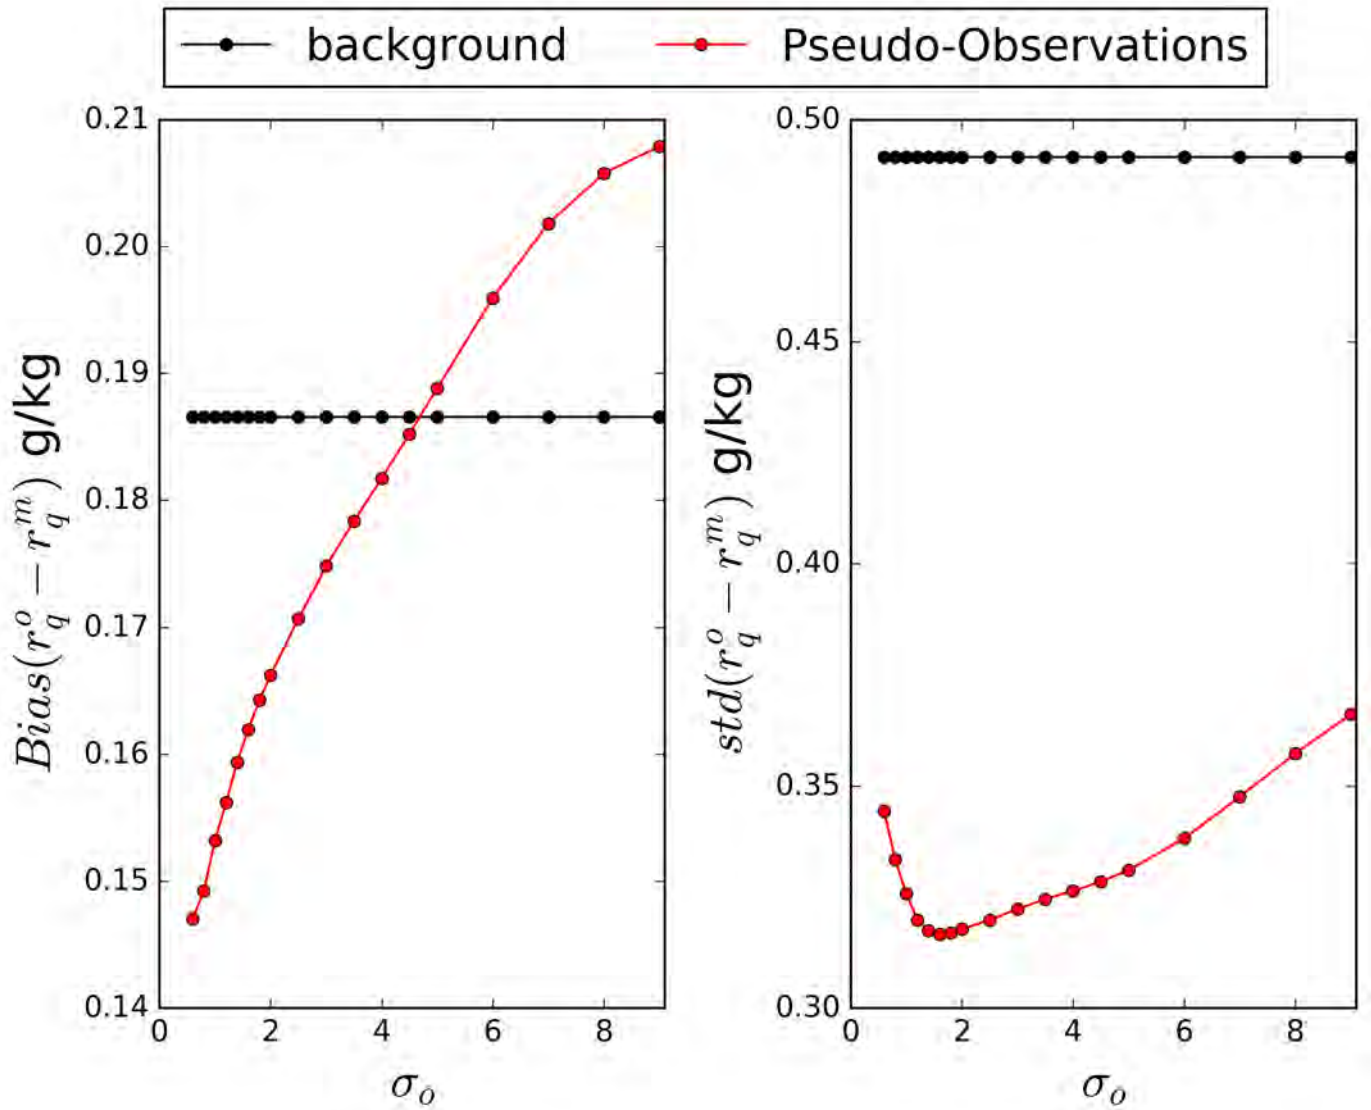 background Pseudo-Observations
Bias(r_q^o − r_q^m) g/kg
0.21
0.20
0.19
0.18
0.17
0.16
0.15
0.14
0 2 4 6 8
σ_o
std(r_q^o − r_q^m) g/kg
0.50
0.45
0.40
0.35
0.30
0 2 4 6 8
σ_o